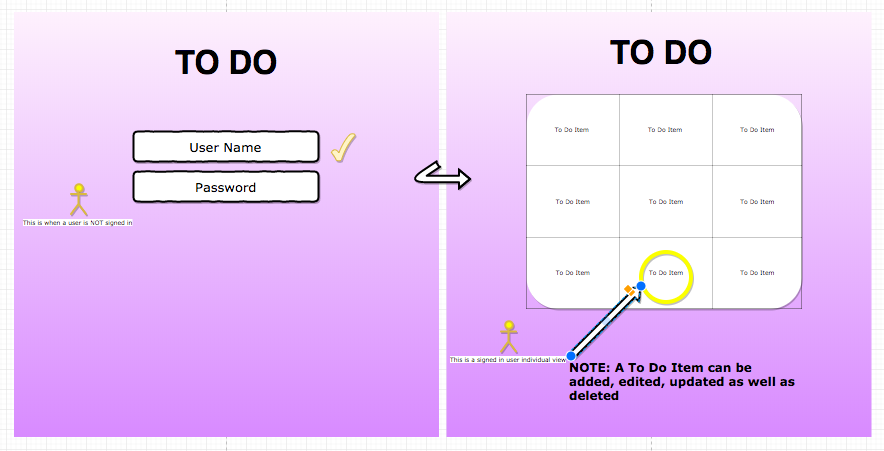 TO DO
User Name
Password
This is when a user is NOT signed in
TO DO
To Do Item To Do Item To Do Item
To Do Item To Do Item To Do Item
To Do Item To Do Item To Do Item
This is a signed in user individual view
NOTE: A To Do Item can be
added, edited, updated as well as
deleted